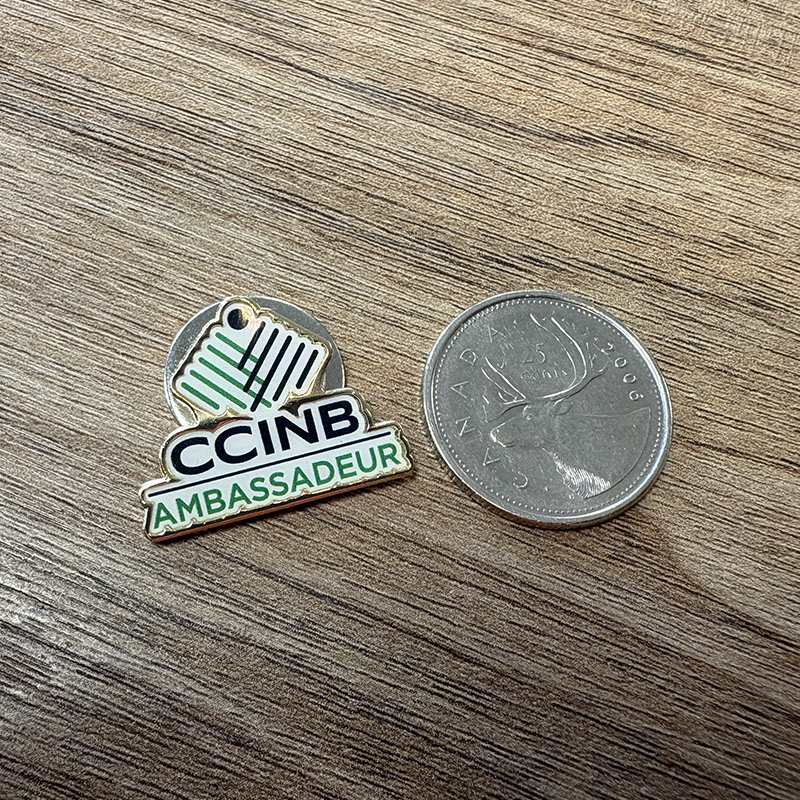 CCINB
AMBASSADEUR
CANADA
25
cents
2006